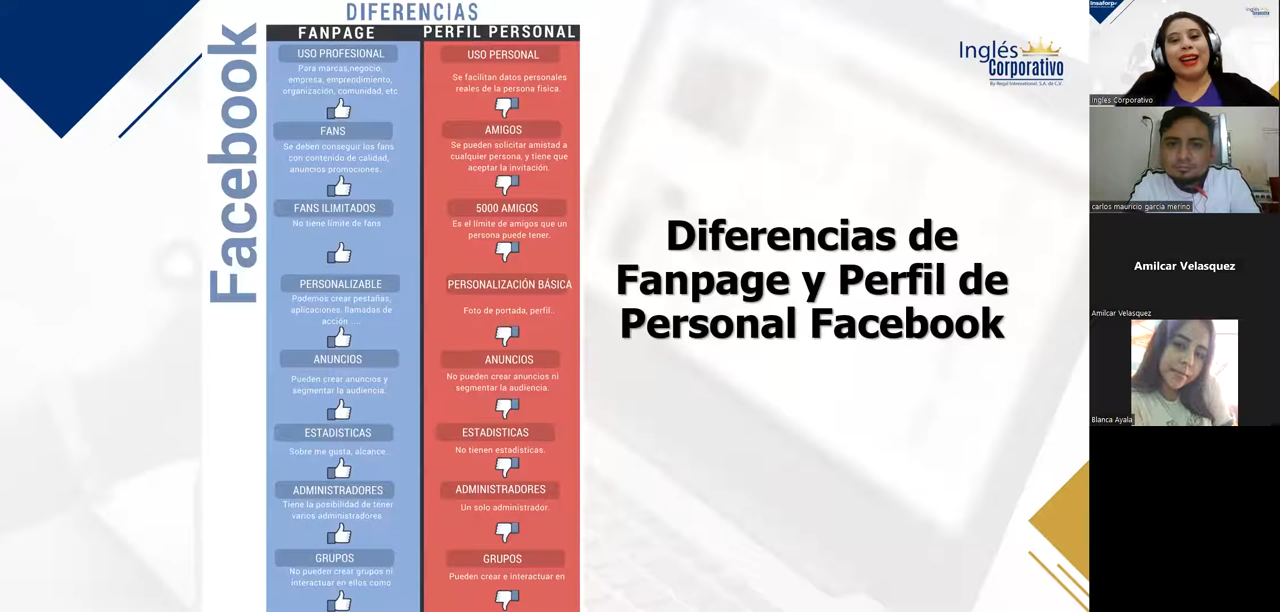 DIFERENCIAS
Facebook
FANPAGE
USO PROFESIONAL
Para marcas,negocio,
empresa, emprendimiento,
organización, comunidad, etc
FANS
Se deben conseguir los fans
con contenido de calidad,
anuncios promociones.
FANS ILIMITADOS
No tiene límite de fans
PERSONALIZABLE
Podemos crear pestañas,
aplicaciones, llamadas de
acción ....
ANUNCIOS
Pueden crear anuncios y
segmentar la audiencia.
ESTADISTICAS
Sobre me gusta, alcance..
ADMINISTRADORES
Tiene la posibilidad de tener
varios administradores
GRUPOS
No pueden crear grupos ni
interactuar en ellos como
PERFIL PERSONAL
USO PERSONAL
Se facilitan datos personales
reales de la persona física.
AMIGOS
Se pueden solicitar amistad a
cualquier persona, y tiene que
aceptar la invitación.
5000 AMIGOS
Es el límite de amigos que un
persona puede tener.
PERSONALIZACIÓN BÁSICA
Foto de portada, perfil..
ANUNCIOS
No pueden crear anuncios ni
segmentar la audiencia.
ESTADISTICAS
No tienen estadísticas.
ADMINISTRADORES
Un solo administrador.
GRUPOS
Pueden crear e interactuar en
Diferencias de
Fanpage y Perfil de
Personal Facebook
Inglés
Corporativo
By Regal International, S.A. de C.V.
Insaforp
Inglés
Corporativo
Ingles Corporativo
carlos mauricio garcia merino
Amilcar Velasquez
Amilcar Velasquez
Blanca Ayala